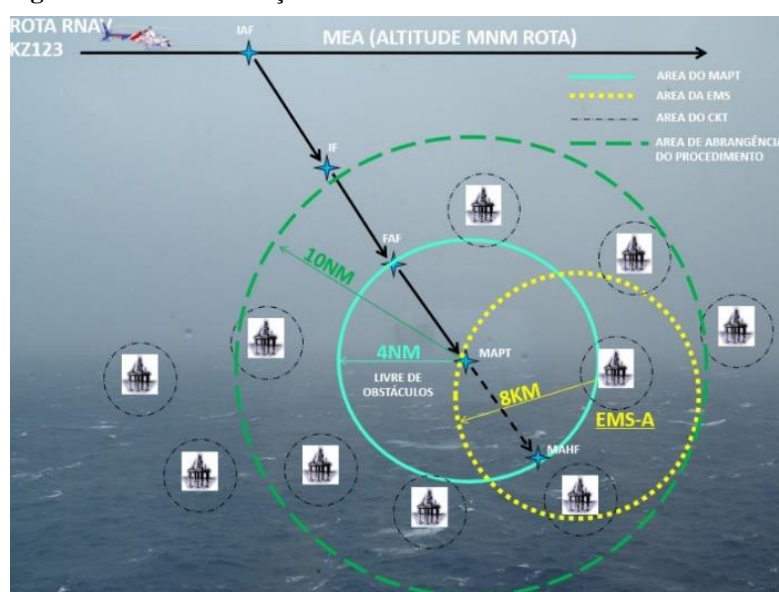 ROTA RNAV
KZ123
IAF
MEA (ALTITUDE MNM ROTA)
AREA DO MAPT
AREA DA EMS
AREA DO CKT
AREA DE ABRANGÊNCIA
DO PROCEDIMENTO
IF
FAF
10NM
4NM
MAPT
LIVRE DE
OBSTÁCULOS
8KM
EMS-A
MAHF